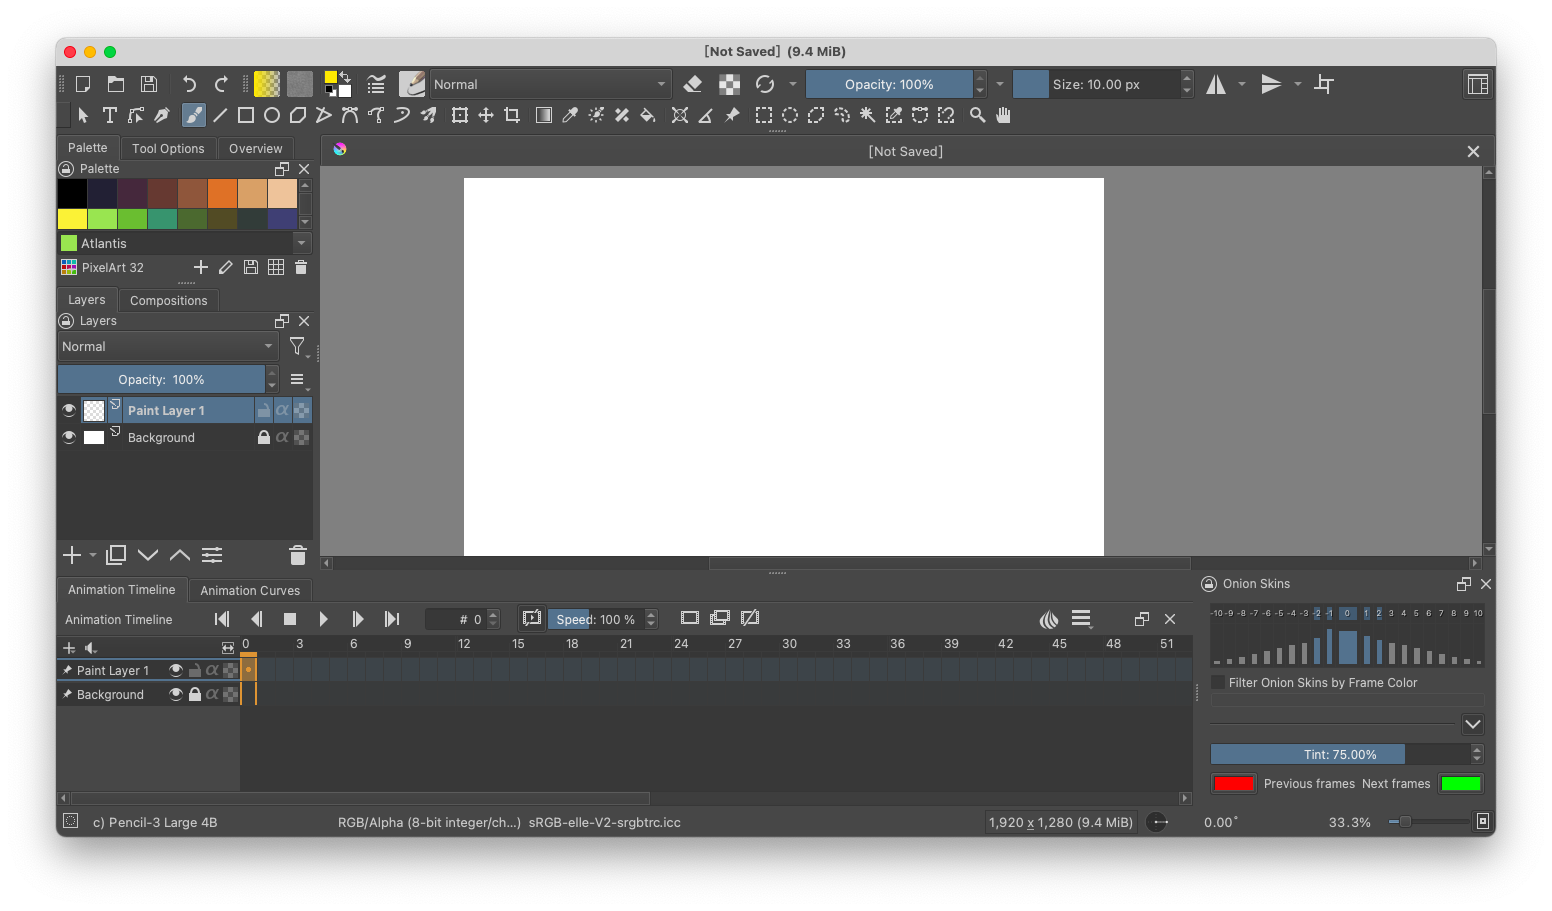 [Not Saved] (9.4 MiB)
Normal
Opacity: 100%
Size: 10.00 px
Palette
Tool Options
Overview
[Not Saved]
Palette
Atlantis
PixelArt 32
Layers
Compositions
Layers
Normal
Opacity: 100%
Paint Layer 1
Background
Animation Timeline
Animation Curves
Animation Timeline
# 0
Speed: 100 %
0 3 6 9 12 15 18 21 24 27 30 33 36 39 42 45 48 51
Paint Layer 1
Background
Onion Skins
-10 -9 -8 -7 -6 -5 -4 -3 -2 -1 0 1 2 3 4 5 6 7 8 9 10
Filter Onion Skins by Frame Color
Tint: 75.00%
Previous frames Next frames
c) Pencil-3 Large 4B
RGB/Alpha (8-bit integer/ch...) sRGB-elle-V2-srgbtrc.icc
1,920 x 1,280 (9.4 MiB)
0.00°
33.3%